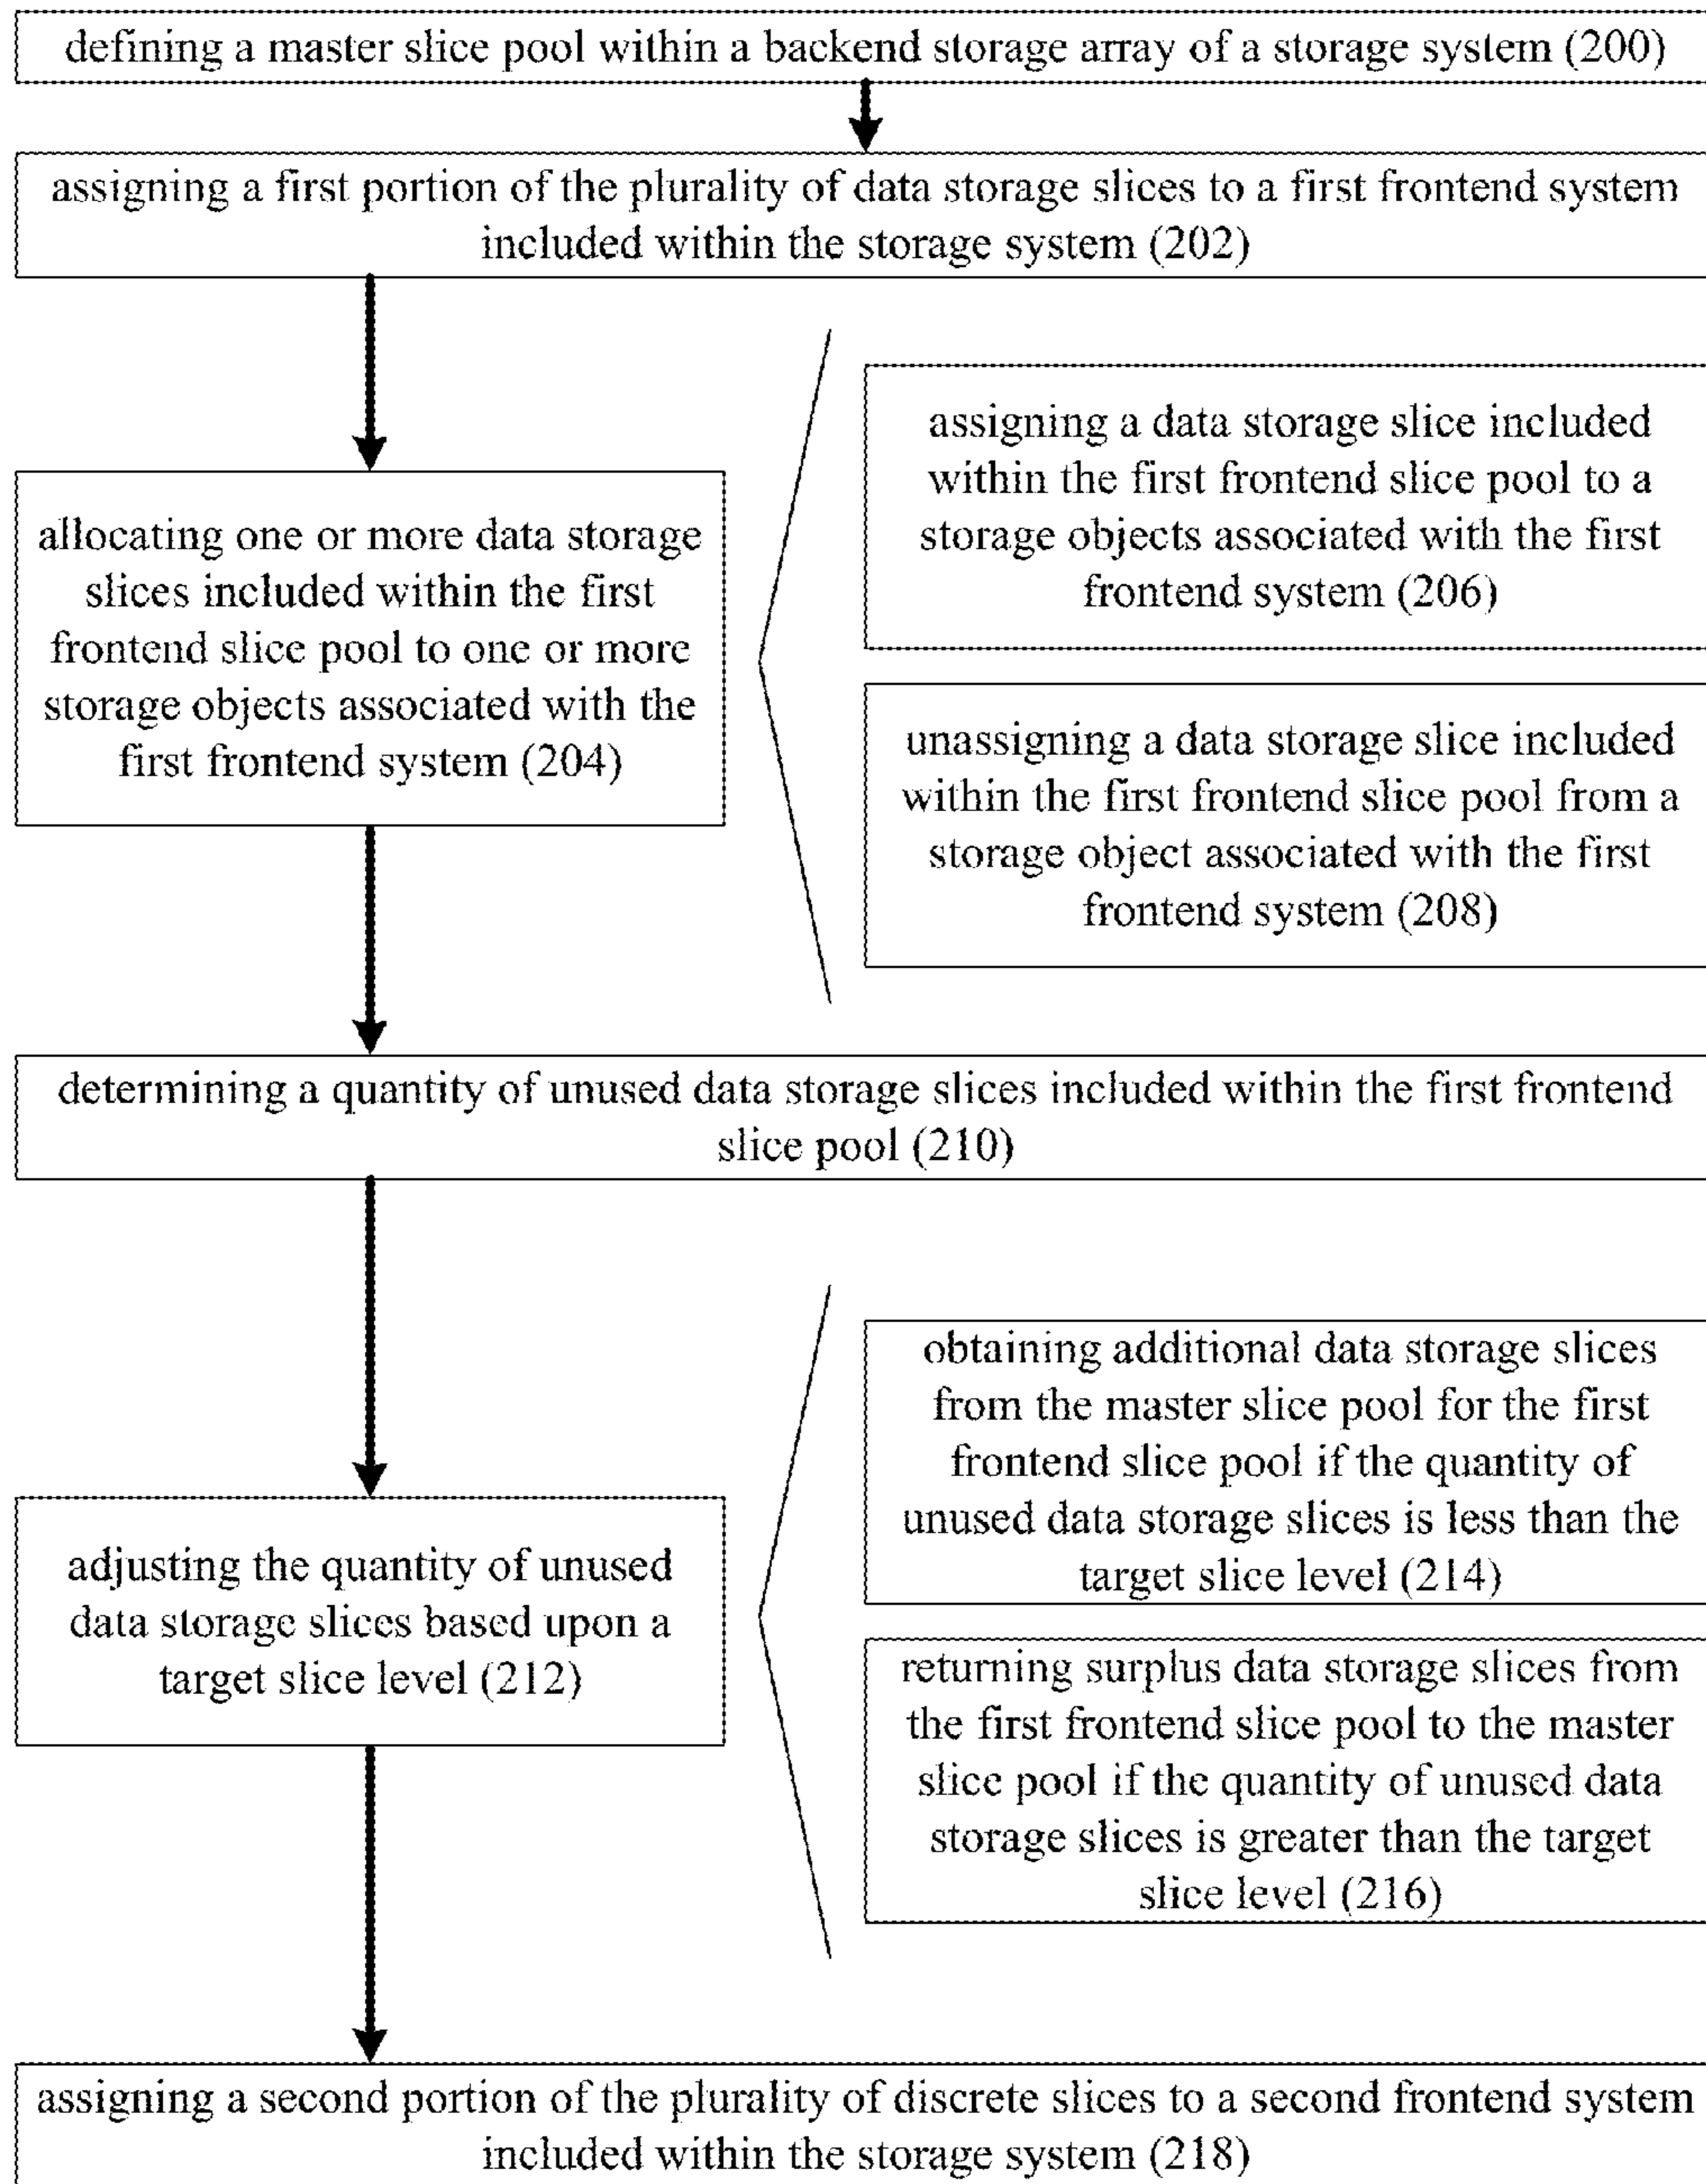 defining a master slice pool within a backend storage array of a storage system (200)
assigning a first portion of the plurality of data storage slices to a first frontend system
included within the storage system (202)
allocating one or more data storage
slices included within the first
frontend slice pool to one or more
storage objects associated with the
first frontend system (204)
assigning a data storage slice included
within the first frontend slice pool to a
storage objects associated with the first
frontend system (206)
unassigning a data storage slice included
within the first frontend slice pool from a
storage object associated with the first
frontend system (208)
determining a quantity of unused data storage slices included within the first frontend
slice pool (210)
adjusting the quantity of unused
data storage slices based upon a
target slice level (212)
obtaining additional data storage slices
from the master slice pool for the first
frontend slice pool if the quantity of
unused data storage slices is less than the
target slice level (214)
returning surplus data storage slices from
the first frontend slice pool to the master
slice pool if the quantity of unused data
storage slices is greater than the target
slice level (216)
assigning a second portion of the plurality of discrete slices to a second frontend system
included within the storage system (218)